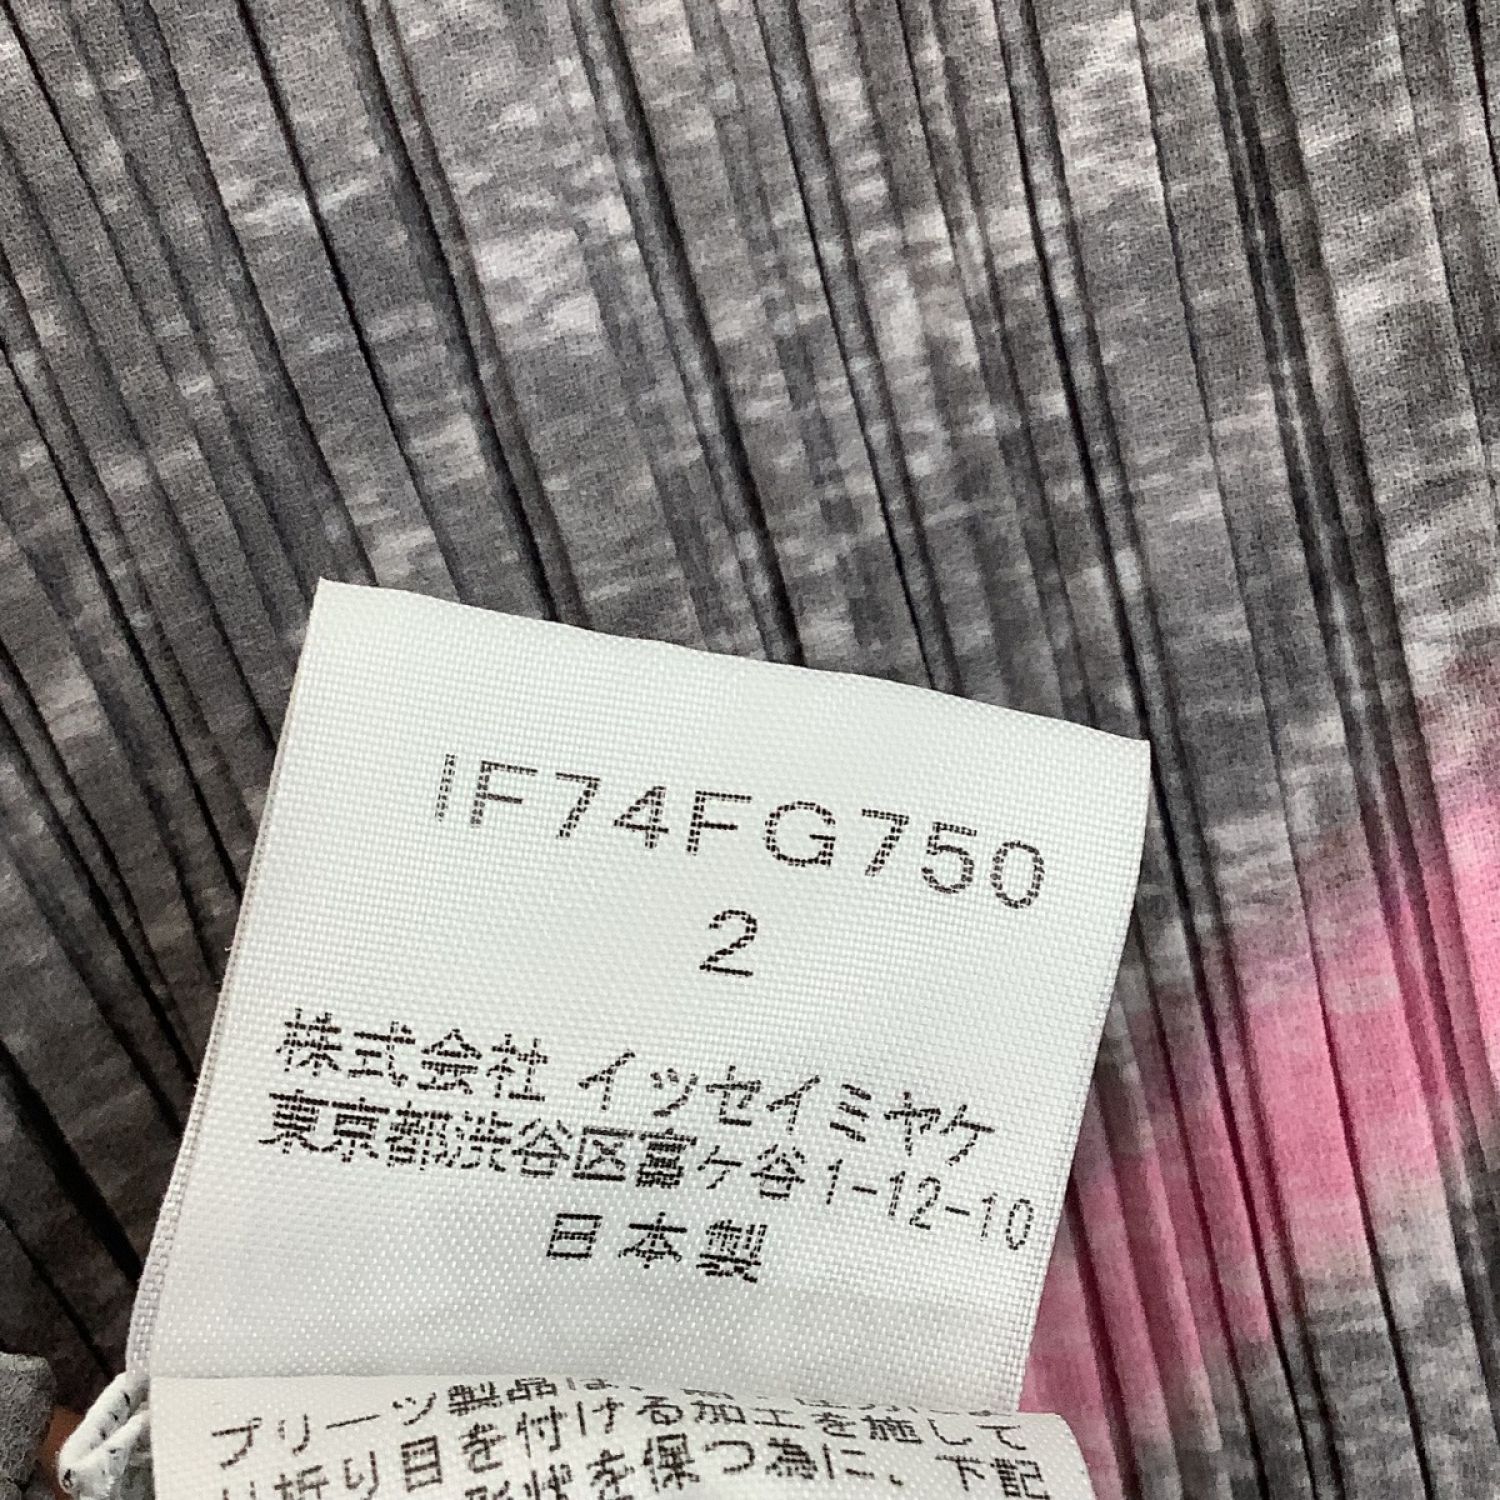 IF74FG750
2
株式会社 イッセイミヤケ
東京都渋谷区富ケ谷1-12-10
日本製
プリーツ製品は、
り折り目を付ける加工を施して
形状を保つ為に、下記